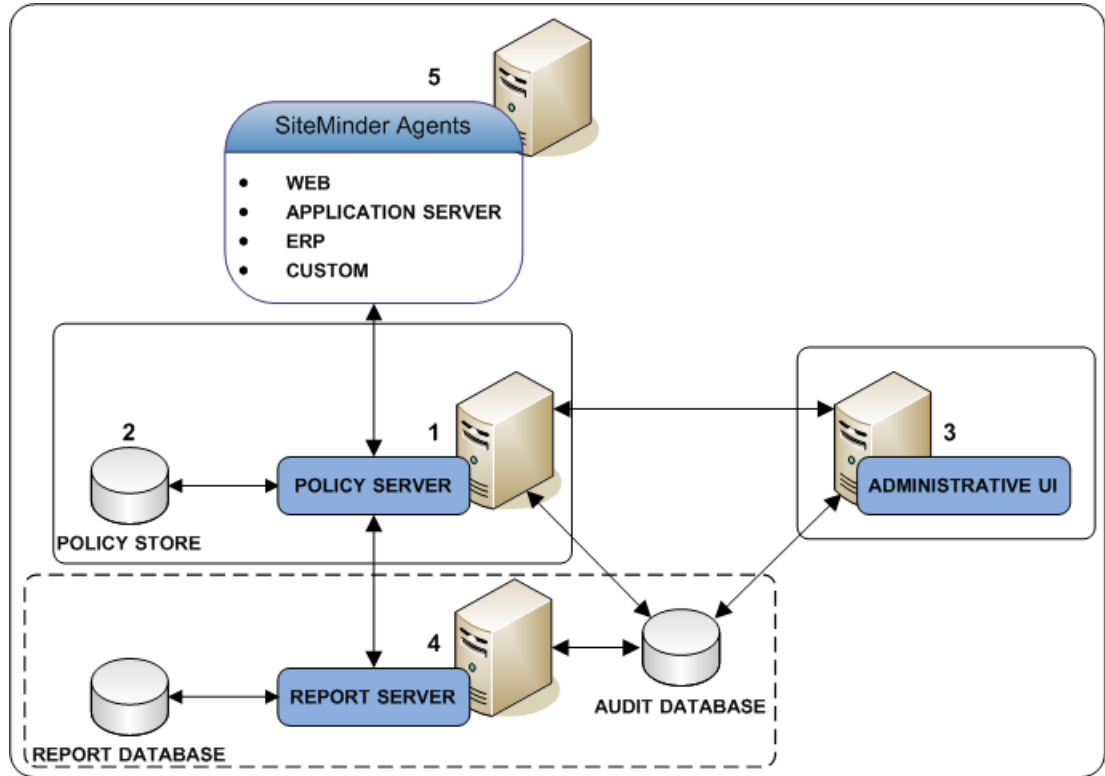 5
SiteMinder Agents
• WEB
• APPLICATION SERVER
• ERP
• CUSTOM
2
1
3
POLICY SERVER
ADMINISTRATIVE UI
POLICY STORE
4
REPORT SERVER
AUDIT DATABASE
REPORT DATABASE